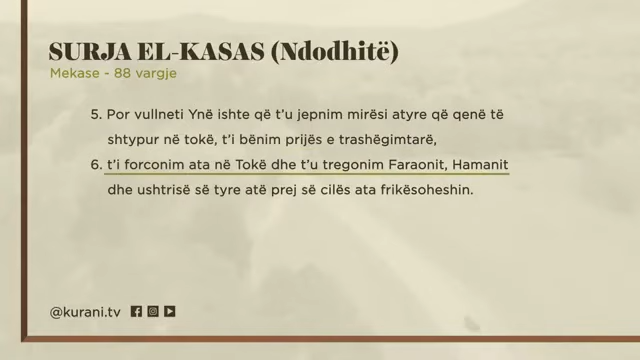 SURJA EL-KASAS (Ndodhitë)
Mekase - 88 vargje
5. Por vullneti Ynë ishte që t'u jepnim mirësi atyre që qenë të
shtypur në tokë, t'i bënim prijës e trashëgimtarë,
6. t'i forconim ata në Tokë dhe t'u tregonim Faraonit, Hamanit
dhe ushtrisë së tyre atë prej së cilës ata frikësoheshin.
@kurani.tv